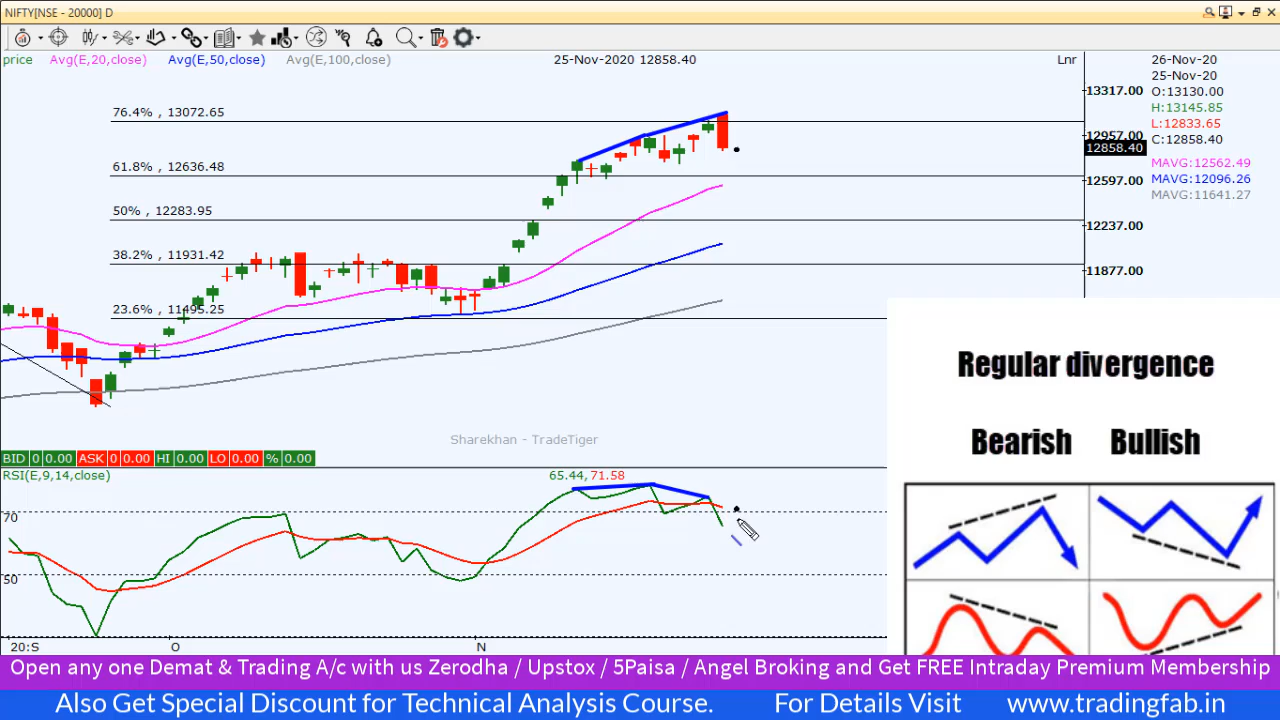 NIFTY[NSE - 20000] D
price Avg(E,20,close) Avg(E,50,close) Avg(E,100,close) 25-Nov-2020 12858.40 Lnr
26-Nov-20
25-Nov-20
O:13130.00
H:13145.85
L:12833.65
C:12858.40
MAVG:12562.49
MAVG:12096.26
MAVG:11641.27
13317.00
12957.00
12858.40
12597.00
12237.00
11877.00
76.4% , 13072.65
61.8% , 12636.48
50% , 12283.95
38.2% , 11931.42
23.6% , 11495.25
Sharekhan - TradeTiger
BID 0 0.00 ASK 0 0.00 HI 0.00 LO 0.00 % 0.00
RSI(E,9,14,close) 65.44, 71.58
70
50
20:S O N
Regular divergence
Bearish Bullish
Open any one Demat & Trading A/c with us Zerodha / Upstox / 5Paisa / Angel Broking and Get FREE Intraday Premium Membership
Also Get Special Discount for Technical Analysis Course. For Details Visit www.tradingfab.in